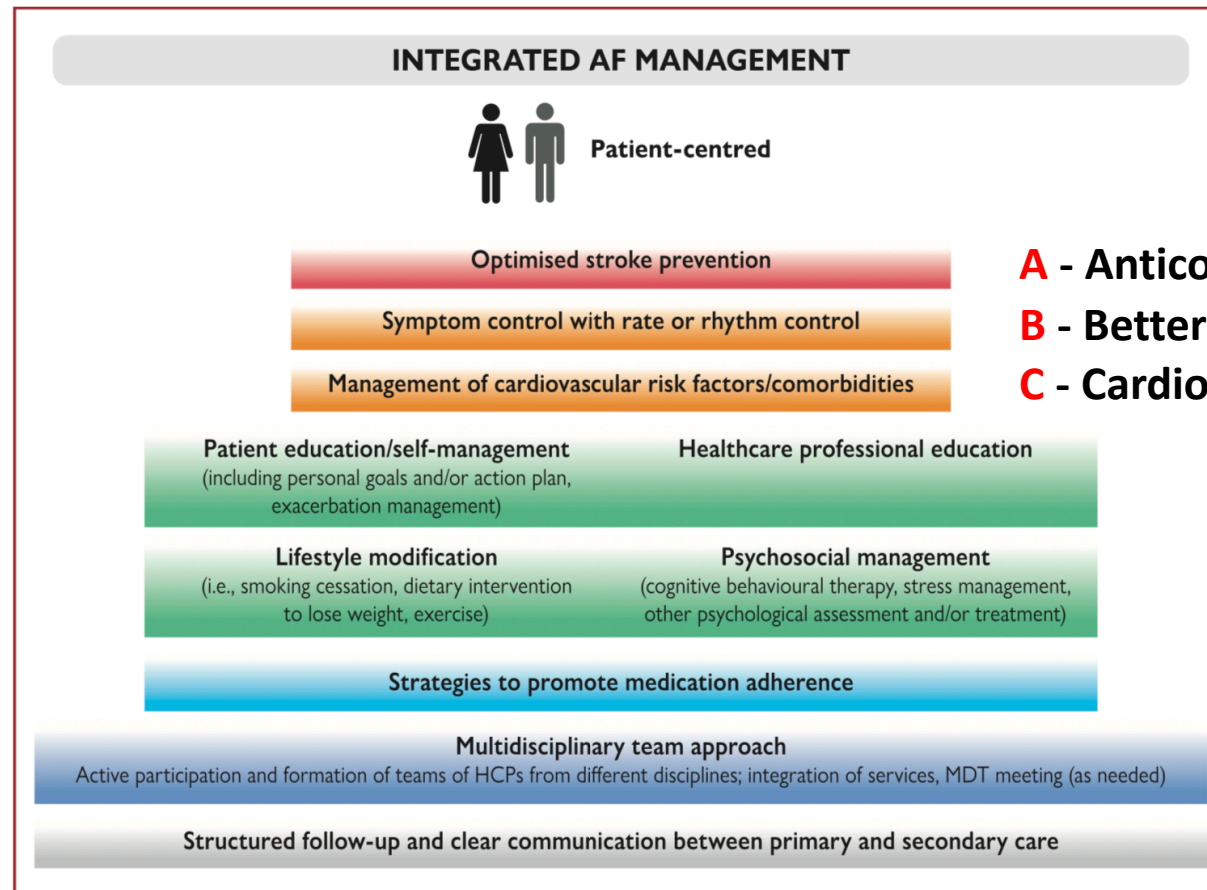 INTEGRATED AF MANAGEMENT
Patient-centred
Optimised stroke prevention
Symptom control with rate or rhythm control
Management of cardiovascular risk factors/comorbidities
A - Antico
B - Better
C - Cardio
Patient education/self-management
(including personal goals and/or action plan,
exacerbation management)
Healthcare professional education
Lifestyle modification
(i.e., smoking cessation, dietary intervention
to lose weight, exercise)
Psychosocial management
(cognitive behavioural therapy, stress management,
other psychological assessment and/or treatment)
Strategies to promote medication adherence
Multidisciplinary team approach
Active participation and formation of teams of HCPs from different disciplines; integration of services, MDT meeting (as needed)
Structured follow-up and clear communication between primary and secondary care